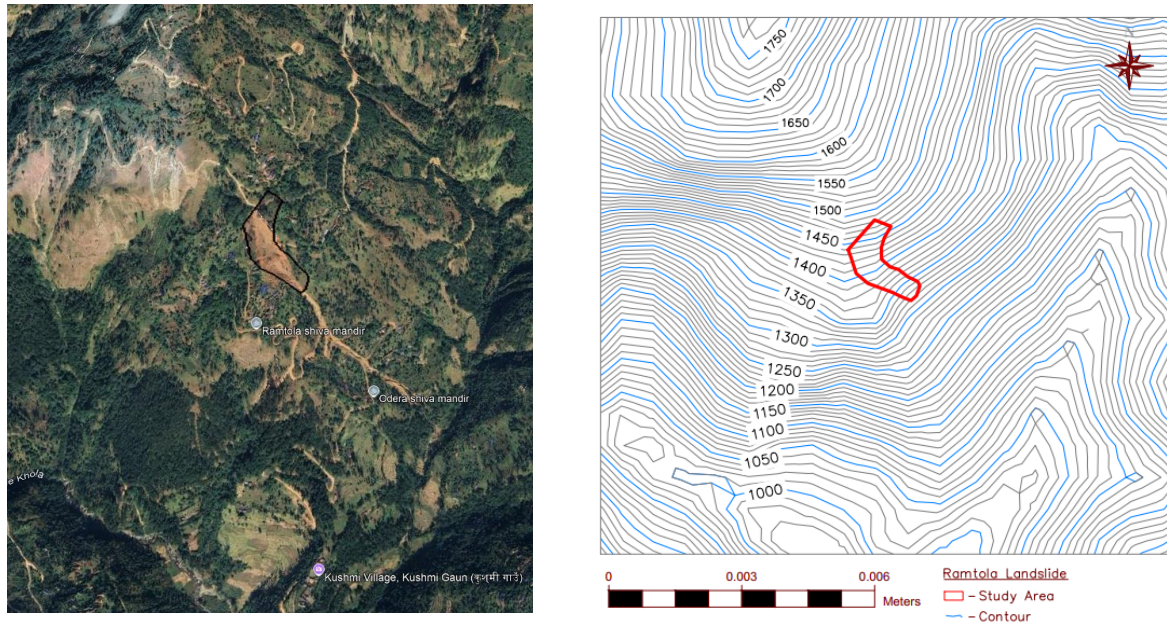 Ramtola shiva mandir
Odera shiva mandir
e Khola
Kushmi Village, Kushmi Gaun (कुश्मी गाउँ)
1750
1700
1650
1600
1550
1500
1450
1400
1350
1300
1250
1200
1150
1100
1050
1000
0
0.003
0.006
Meters
Ramtola Landslide
- Study Area
- Contour